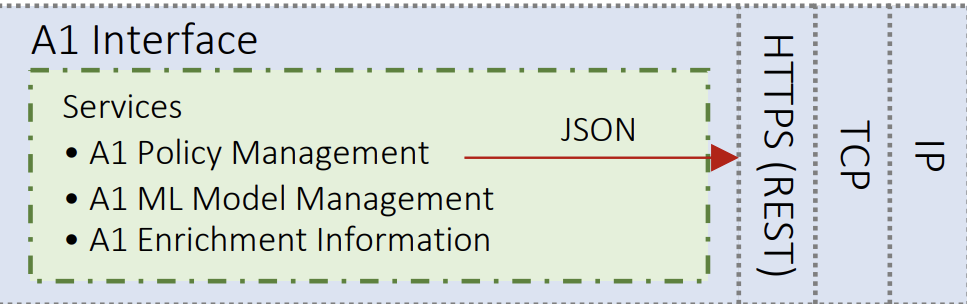 A1 Interface
Services
• A1 Policy Management
JSON
• A1 ML Model Management
• A1 Enrichment Information
HTTPS (REST)
TCP
IP